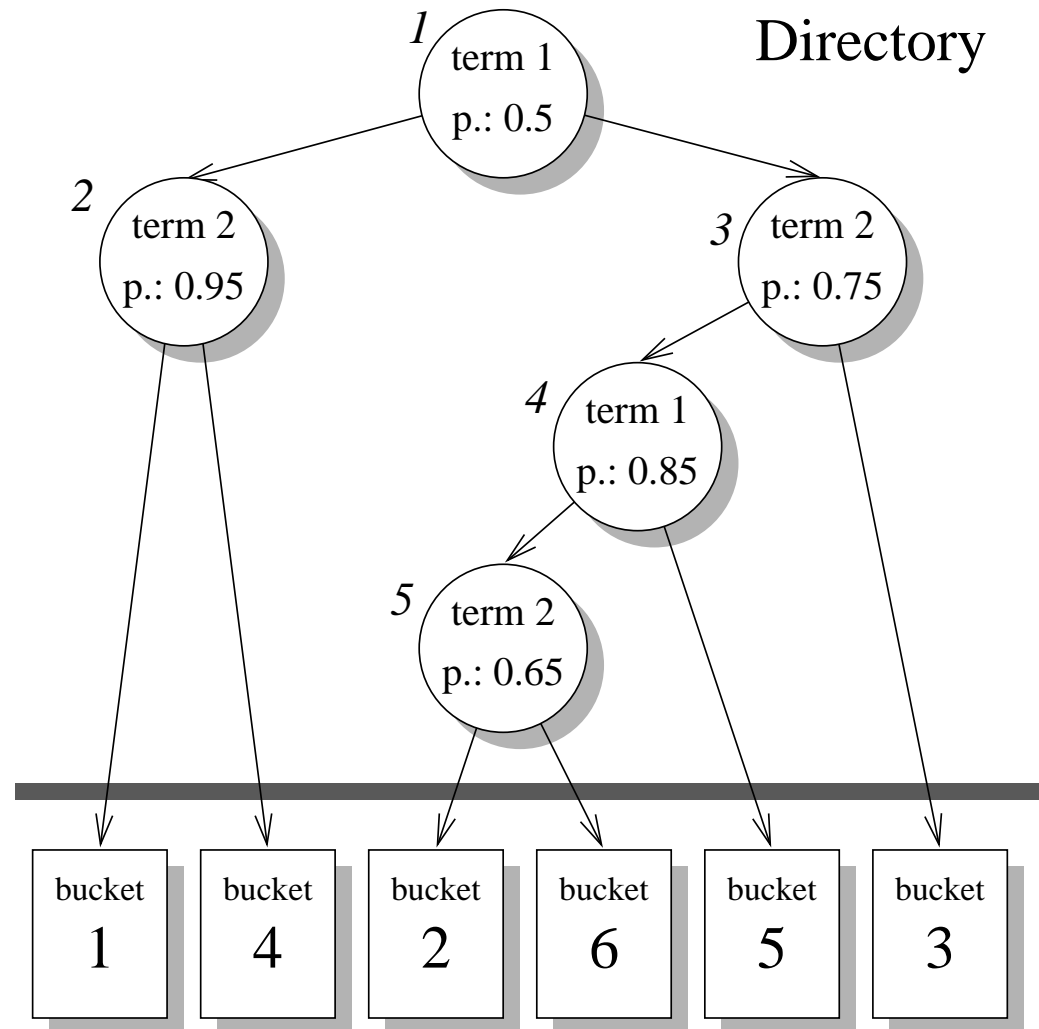 Directory
1
term 1
p.: 0.5
2
term 2
p.: 0.95
3
term 2
p.: 0.75
4
term 1
p.: 0.85
5
term 2
p.: 0.65
bucket
1
bucket
4
bucket
2
bucket
6
bucket
5
bucket
3